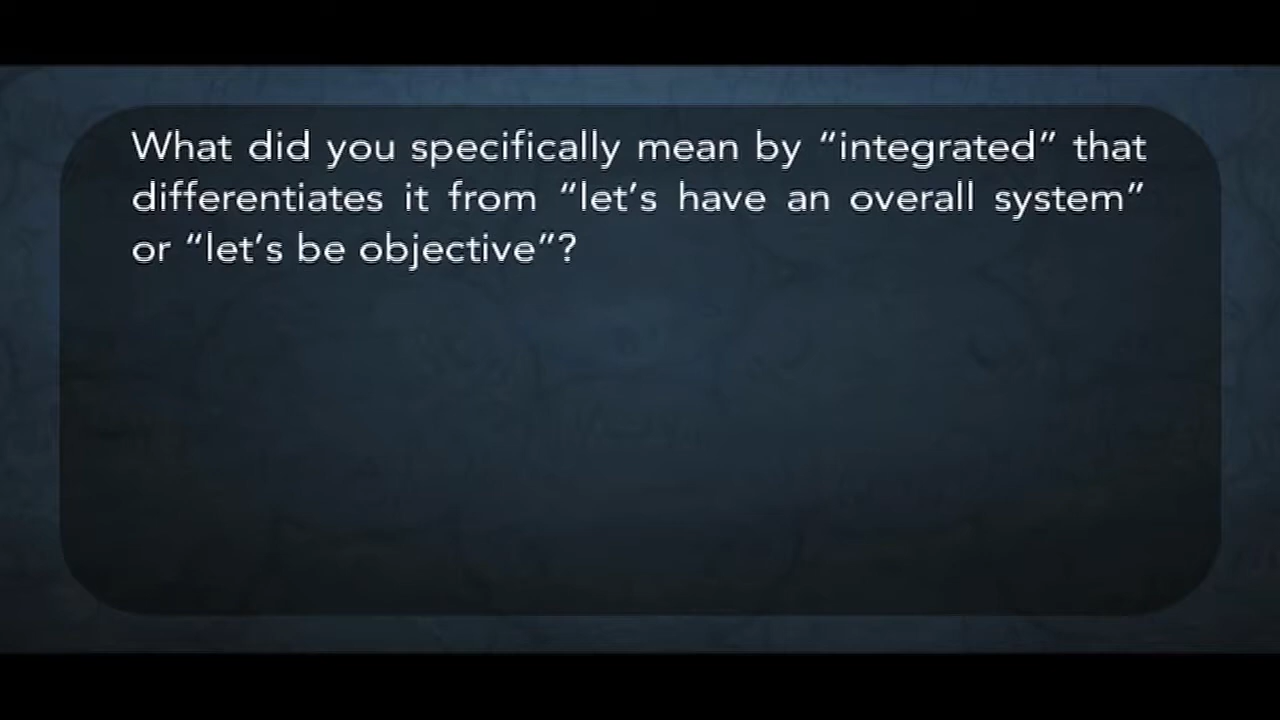 What did you specifically mean by “integrated” that
differentiates it from “let’s have an overall system”
or “let’s be objective”?